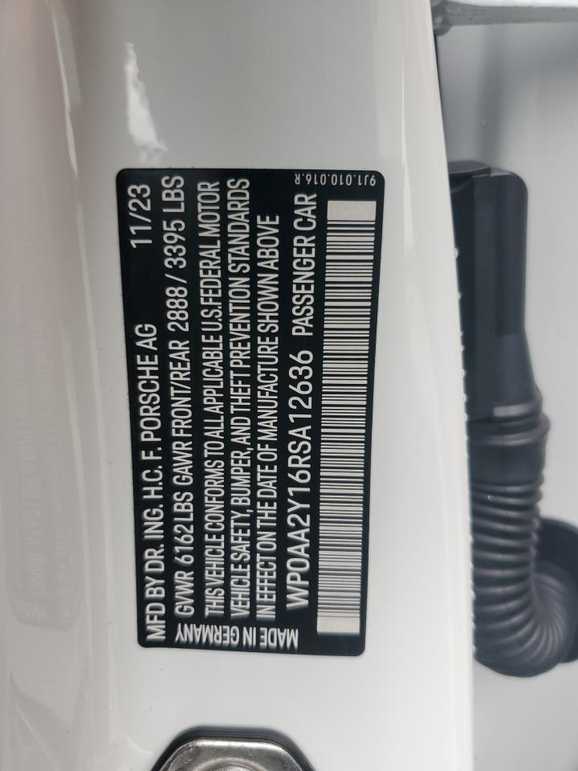 MFD BY DR. ING. H.C. F. PORSCHE AG 11/23
GVWR 6162 LBS GAWR FRONT/REAR 2888 / 3395 LBS
THIS VEHICLE CONFORMS TO ALL APPLICABLE U.S.FEDERAL MOTOR
VEHICLE SAFETY, BUMPER, AND THEFT PREVENTION STANDARDS
IN EFFECT ON THE DATE OF MANUFACTURE SHOWN ABOVE
WP0AA2Y16RSA12636 PASSENGER CAR
MADE IN GERMANY
9J1.010.016.R